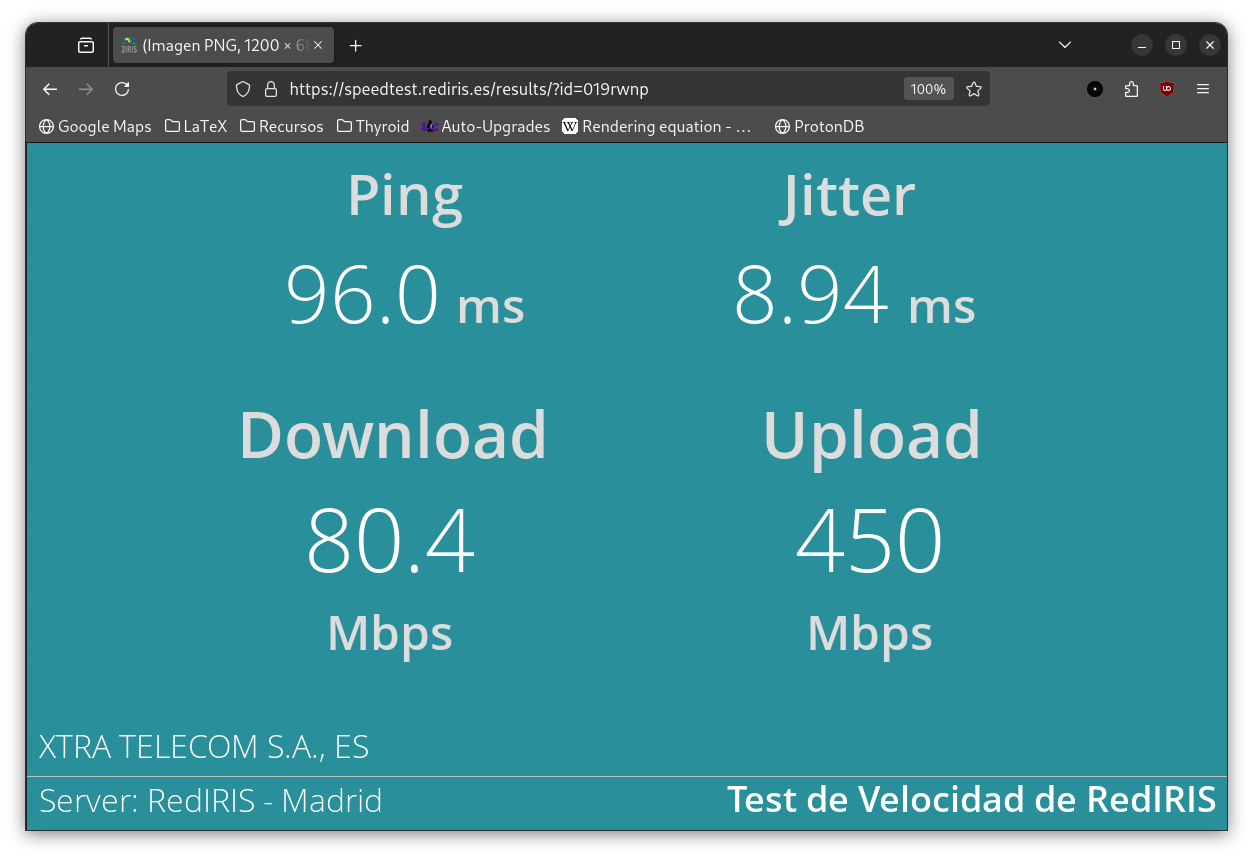 (Imagen PNG, 1200 × 68
https://speedtest.rediris.es/results/?id=019rwnp 100%
Google Maps LaTeX Recursos Thyroid Auto-Upgrades W Rendering equation - … ProtonDB
Ping Jitter
96.0 ms 8.94 ms
Download Upload
80.4 450
Mbps Mbps
XTRA TELECOM S.A., ES
Server: RedIRIS - Madrid Test de Velocidad de RedIRIS